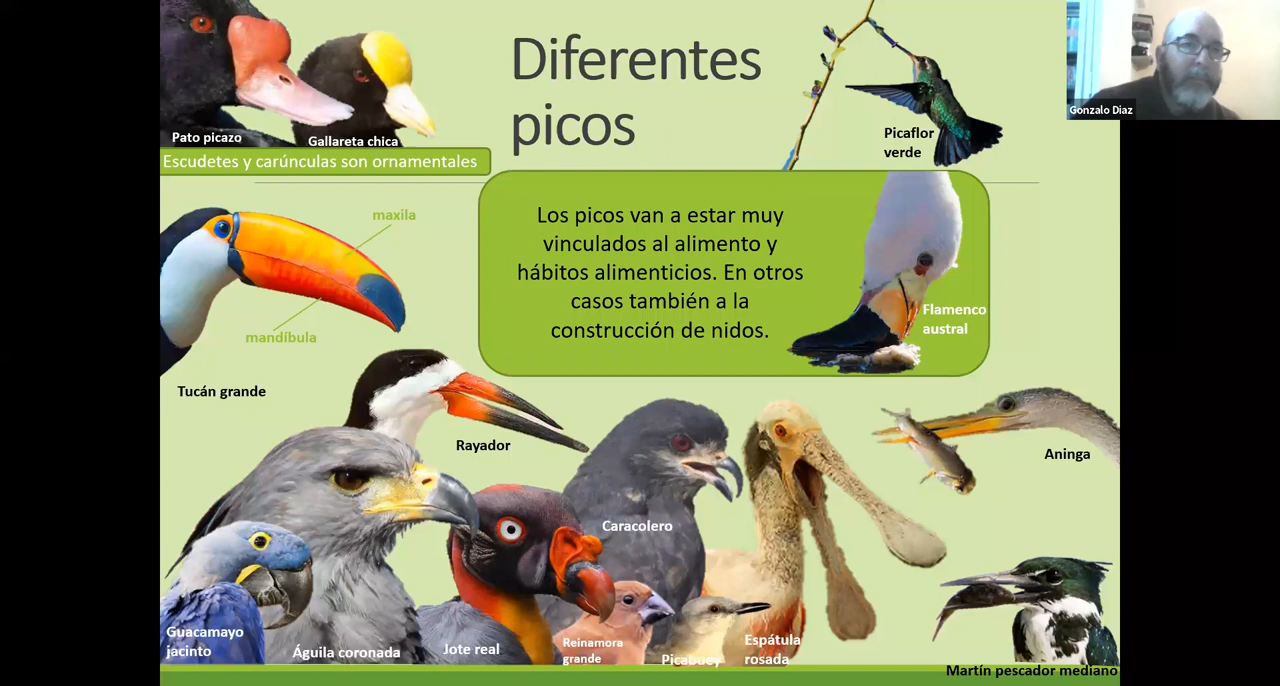 Diferentes
picos
Pato picazo
Gallareta chica
Escudetes y carúnculas son ornamentales
Picaflor
verde
Gonzalo Diaz
maxila
mandíbula
Tucán grande
Los picos van a estar muy
vinculados al alimento y
hábitos alimenticios. En otros
casos también a la
construcción de nidos.
Flamenco
austral
Rayador
Aninga
Caracolero
Guacamayo
jacinto
Águila coronada
Jote real
Reinamora
grande
Picabuey
Espátula
rosada
Martín pescador mediano